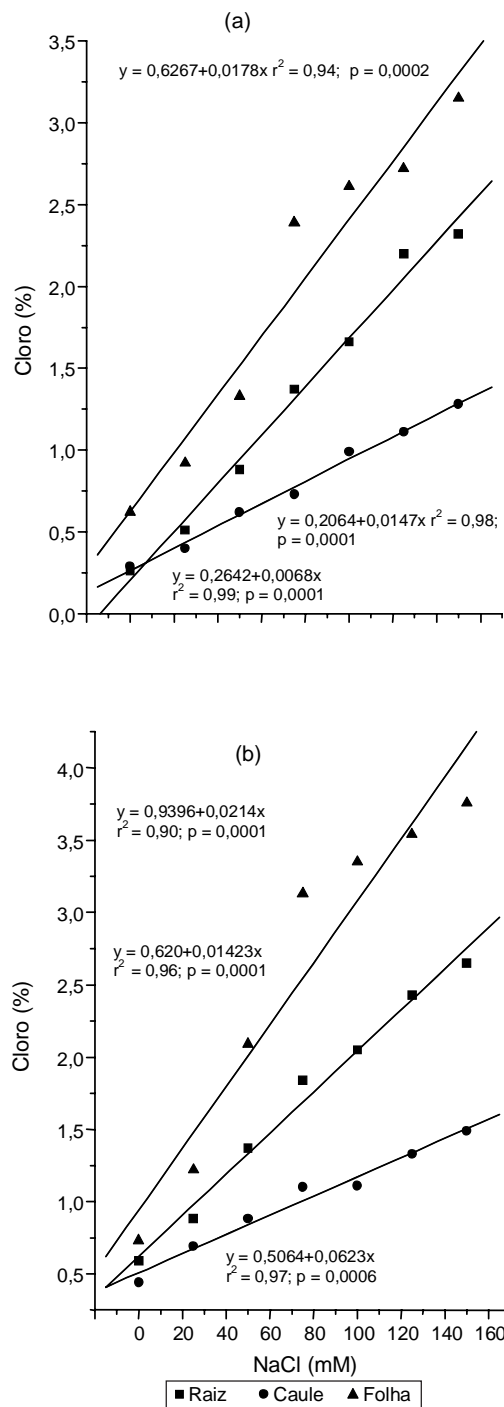 (a)
3,5
y = 0,6267+0,0178x r² = 0,94; p = 0,0002
3,0
2,5
2,0
Cloro (%)
1,5
1,0
0,5
y = 0,2064+0,0147x r² = 0,98;
p = 0,0001
y = 0,2642+0,0068x
r² = 0,99; p = 0,0001
0,0
(b)
4,0
y = 0,9396+0,0214x
r² = 0,90; p = 0,0001
3,5
3,0
y = 0,620+0,01423x
r² = 0,96; p = 0,0001
2,5
Cloro (%)
2,0
1,5
1,0
y = 0,5064+0,0623x
r² = 0,97; p = 0,0006
0,5
0 20 40 60 80 100 120 140 160
NaCl (mM)
Raiz Caule Folha